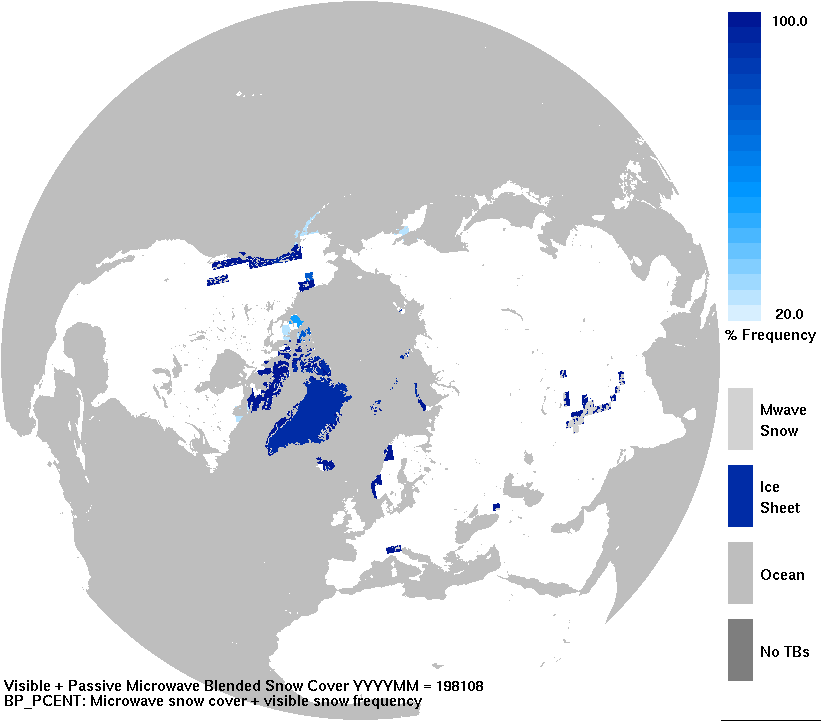 100.0
20.0
% Frequency
Mwave
Snow
Ice
Sheet
Ocean
No TBs
Visible + Passive Microwave Blended Snow Cover YYYYMM = 198108
BP_PCENT: Microwave snow cover + visible snow frequency